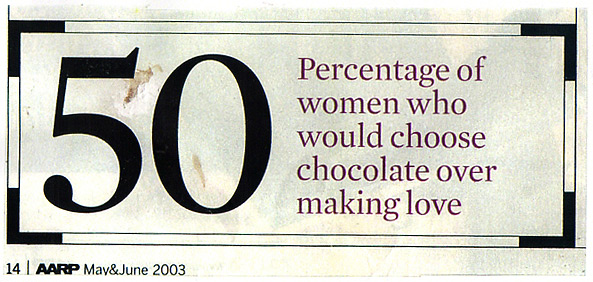 50
Percentage of
women who
would choose
chocolate over
making love
14 | AARP May&June 2003